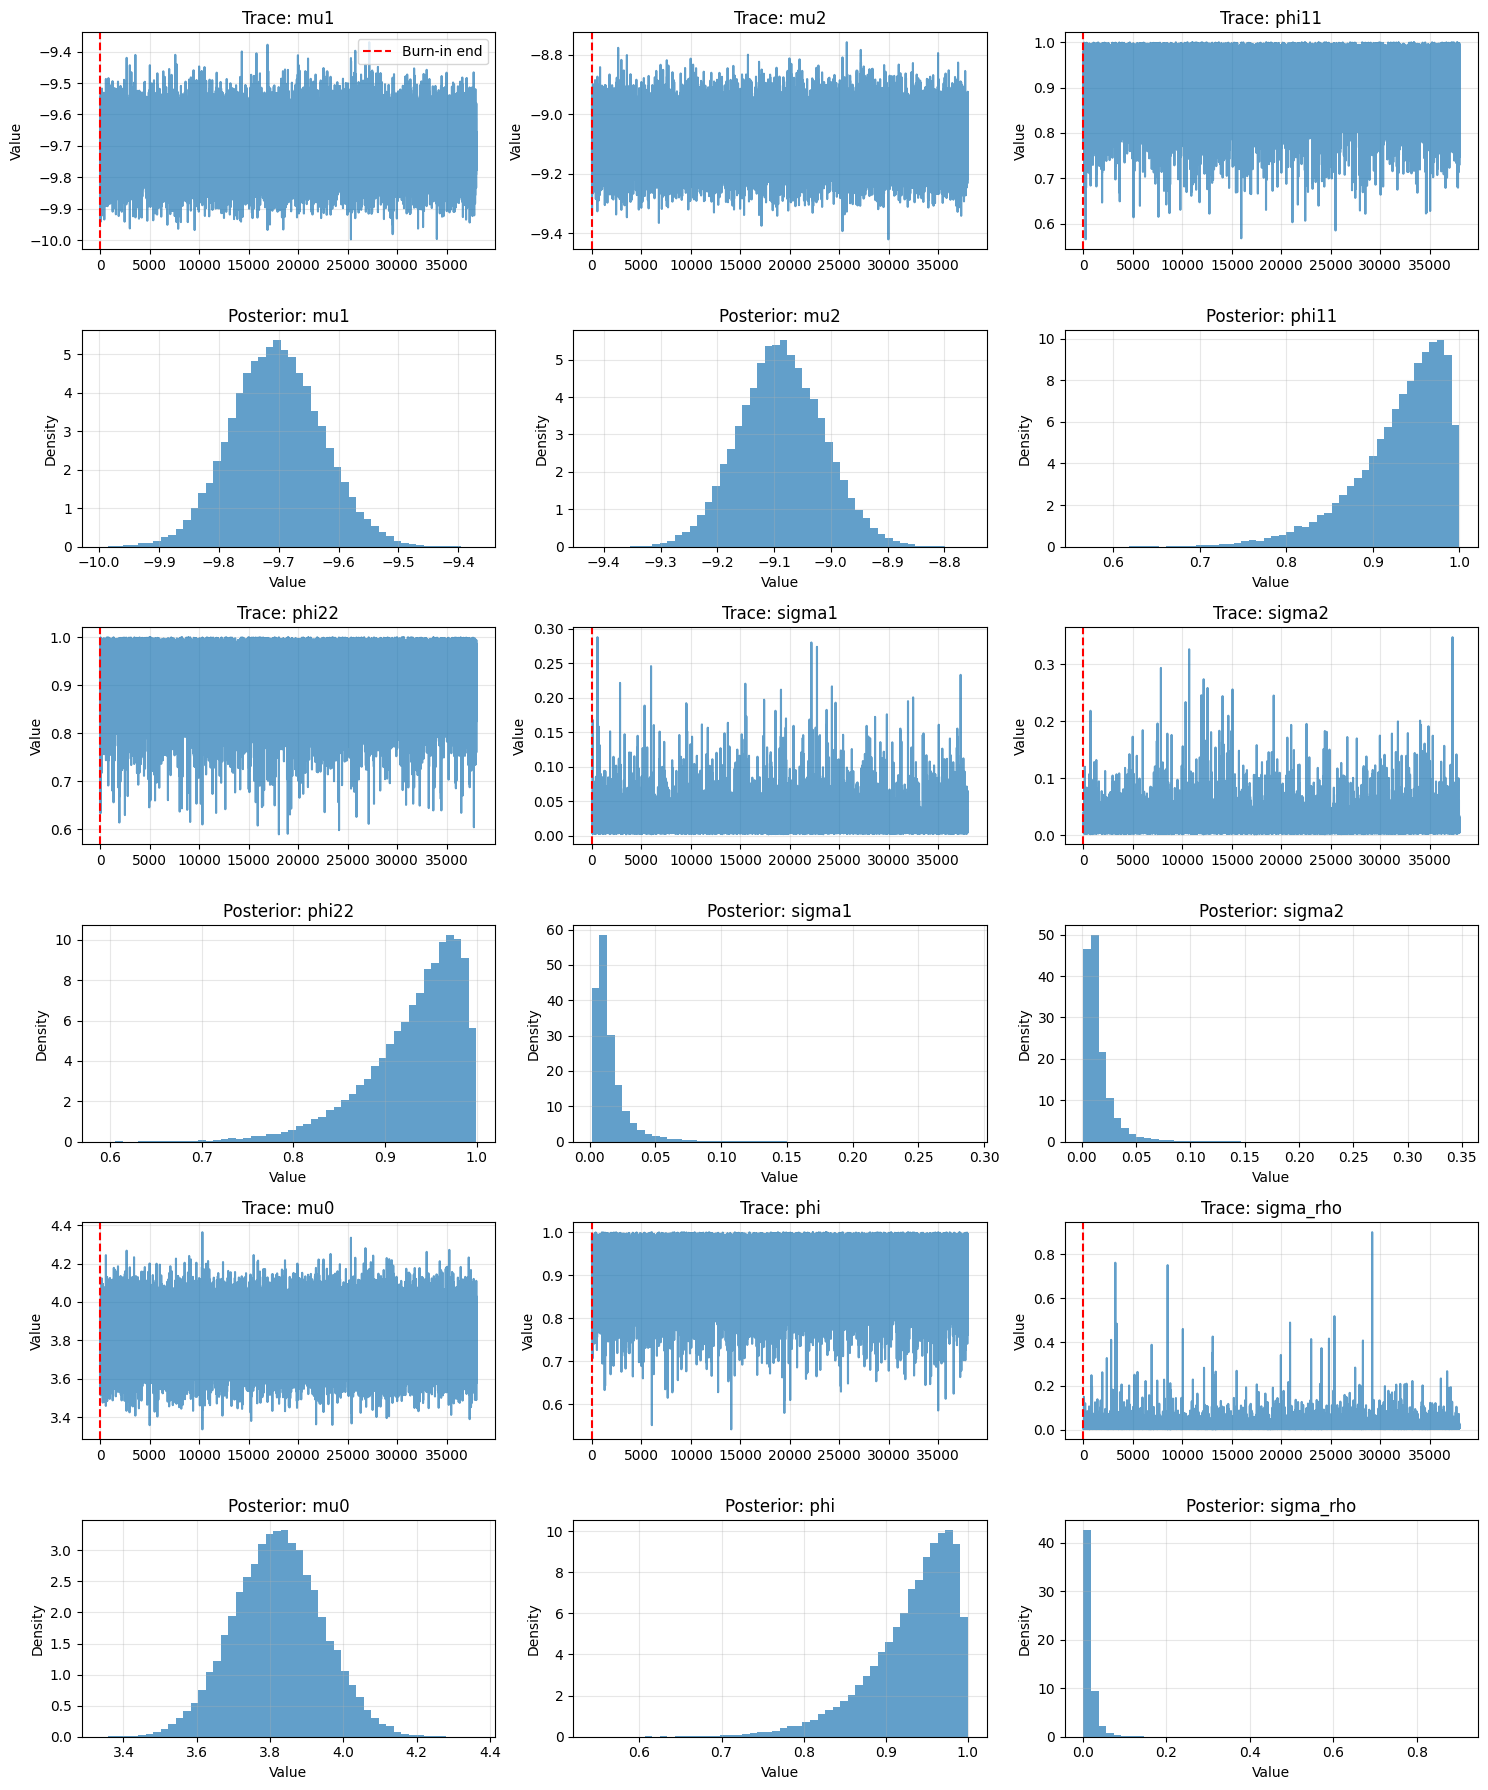 Trace: mu1
Trace: mu2
Trace: phi11
Burn-in end
Value
−9.4
−9.5
−9.6
−9.7
−9.8
−9.9
−10.0
0 5000 10000 15000 20000 25000 30000 35000
Value
−8.8
−9.0
−9.2
−9.4
0 5000 10000 15000 20000 25000 30000 35000
Value
1.0
0.9
0.8
0.7
0.6
0 5000 10000 15000 20000 25000 30000 35000
Posterior: mu1
Posterior: mu2
Posterior: phi11
Density
5
4
3
2
1
0
−10.0 −9.9 −9.8 −9.7 −9.6 −9.5 −9.4
Value
Density
5
4
3
2
1
0
−9.4 −9.3 −9.2 −9.1 −9.0 −8.9 −8.8
Value
Density
10
8
6
4
2
0
0.6 0.7 0.8 0.9 1.0
Value
Trace: phi22
Trace: sigma1
Trace: sigma2
Value
1.0
0.9
0.8
0.7
0.6
0 5000 10000 15000 20000 25000 30000 35000
Value
0.30
0.25
0.20
0.15
0.10
0.05
0.00
0 5000 10000 15000 20000 25000 30000 35000
Value
0.3
0.2
0.1
0.0
0 5000 10000 15000 20000 25000 30000 35000
Posterior: phi22
Posterior: sigma1
Posterior: sigma2
Density
10
8
6
4
2
0
0.6 0.7 0.8 0.9 1.0
Value
Density
60
50
40
30
20
10
0
0.00 0.05 0.10 0.15 0.20 0.25 0.30
Value
Density
50
40
30
20
10
0
0.00 0.05 0.10 0.15 0.20 0.25 0.30 0.35
Value
Trace: mu0
Trace: phi
Trace: sigma_rho
Value
4.4
4.2
4.0
3.8
3.6
3.4
0 5000 10000 15000 20000 25000 30000 35000
Value
1.0
0.9
0.8
0.7
0.6
0 5000 10000 15000 20000 25000 30000 35000
Value
0.8
0.6
0.4
0.2
0.0
0 5000 10000 15000 20000 25000 30000 35000
Posterior: mu0
Posterior: phi
Posterior: sigma_rho
Density
3.0
2.5
2.0
1.5
1.0
0.5
0.0
3.4 3.6 3.8 4.0 4.2 4.4
Value
Density
10
8
6
4
2
0
0.6 0.7 0.8 0.9 1.0
Value
Density
40
30
20
10
0
0.0 0.2 0.4 0.6 0.8
Value